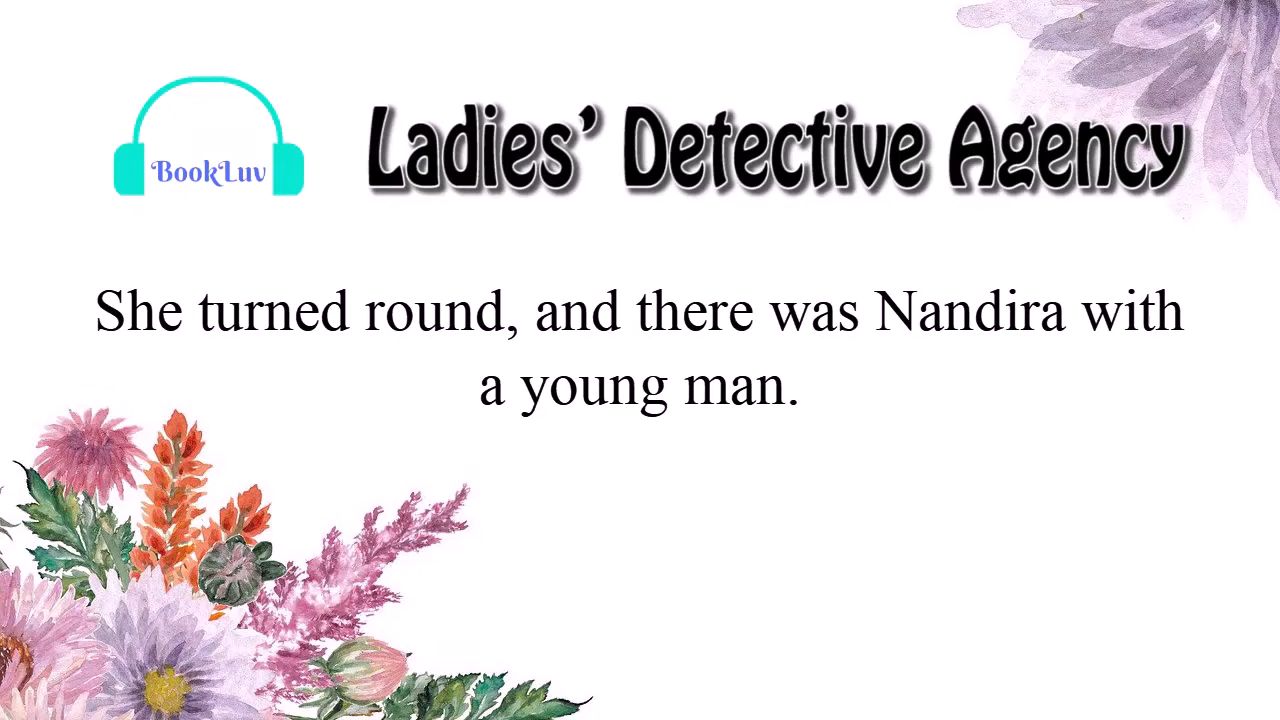 BookLuv
Ladies’ Detective Agency
She turned round, and there was Nandira with
a young man.